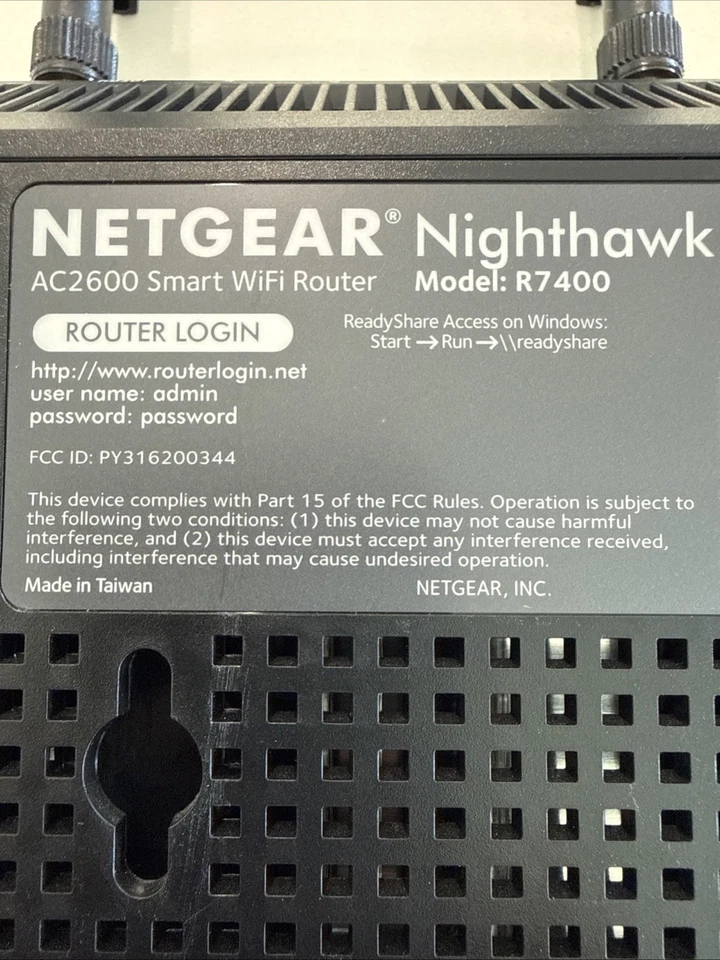 NETGEAR® Nighthawk
AC2600 Smart WiFi Router Model: R7400
ROUTER LOGIN
http://www.routerlogin.net
user name: admin
password: password
ReadyShare Access on Windows:
Start → Run → \\readyshare
FCC ID: PY316200344
This device complies with Part 15 of the FCC Rules. Operation is subject to
the following two conditions: (1) this device may not cause harmful
interference, and (2) this device must accept any interference received,
including interference that may cause undesired operation.
Made in Taiwan NETGEAR, INC.